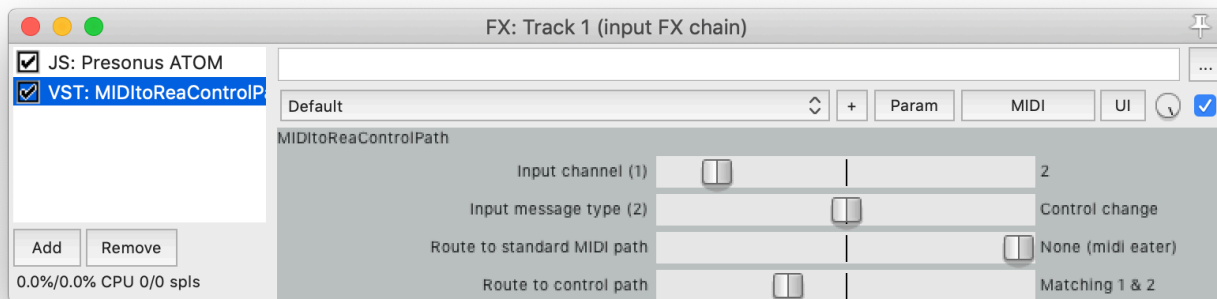 FX: Track 1 (input FX chain)
JS: Presonus ATOM
VST: MIDItoReaControlPa
...
Default
+
Param
MIDI
UI
MIDItoReaControlPath
Input channel (1) 2
Input message type (2) Control change
Route to standard MIDI path None (midi eater)
Route to control path Matching 1 & 2
Add Remove
0.0%/0.0% CPU 0/0 spls